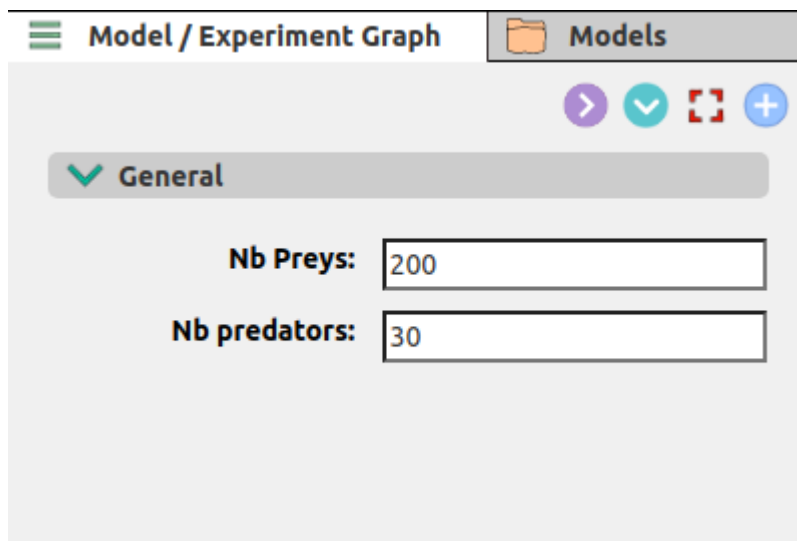 Model / Experiment Graph
Models
General
Nb Preys: 200
Nb predators: 30